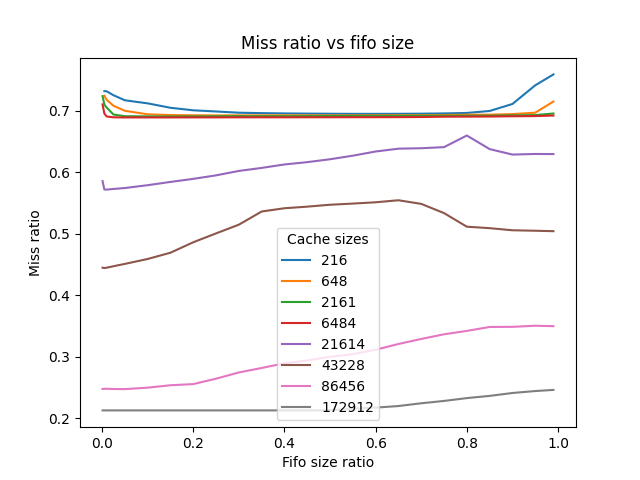 Miss ratio vs fifo size
Miss ratio
0.7
0.6
0.5
0.4
0.3
0.2
Cache sizes
216
648
2161
6484
21614
43228
86456
172912
0.0 0.2 0.4 0.6 0.8 1.0
Fifo size ratio